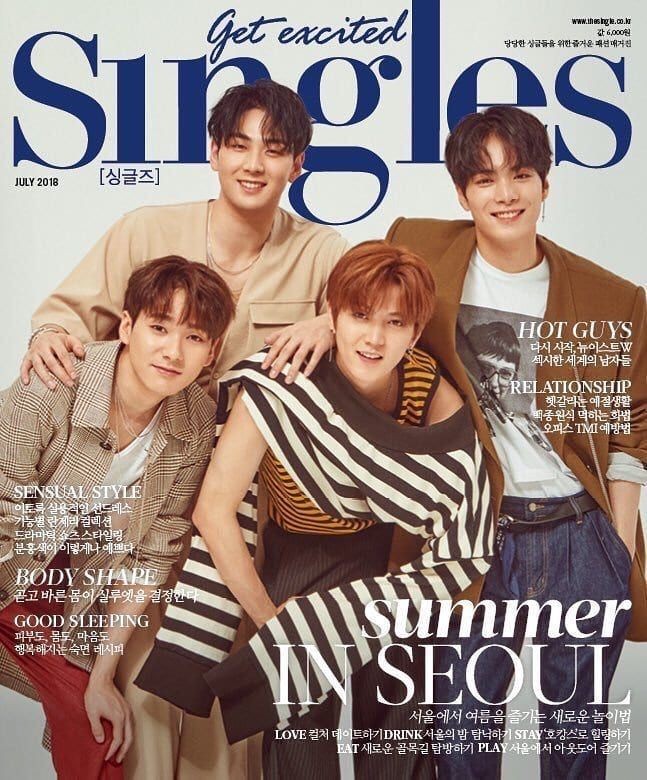 Get excited
Singles
www.thesingle.co.kr
값 6,000원
당당한 싱글들을 위한 즐거운 패션 매거진
JULY 2018
[싱글즈]
HOT GUYS
다시 시작, 뉴이스트W
섹시한 세계의 남자들
RELATIONSHIP
헷갈리는 예절생활
백종원식 먹히는 화법
오피스 TMI 예방법
SENSUAL STYLE
이토록 실용적인 선드레스
기능별 란제리 컬렉션
드라마틱 쇼츠 스타일링
분홍색이 이렇게나 예쁘다
BODY SHAPE
곧고 바른 몸이 실루엣을 결정한다
GOOD SLEEPING
피부도, 몸도, 마음도
행복해지는 숙면 레시피
summer
IN SEOUL
서울에서 여름을 즐기는 새로운 놀이법
LOVE 컬처 데이트하기 DRINK 서울의 밤 탐닉하기 STAY '호캉스'로 힐링하기
EAT 새로운 골목길 탐방하기 PLAY 서울에서 아웃도어 즐기기